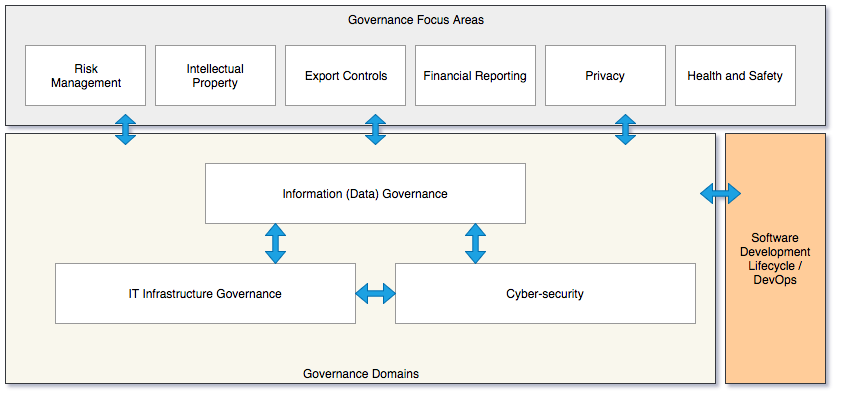 Governance Focus Areas
Risk
Management
Intellectual
Property
Export Controls
Financial Reporting
Privacy
Health and Safety
Information (Data) Governance
IT Infrastructure Governance
Cyber-security
Governance Domains
Software
Development
Lifecycle /
DevOps